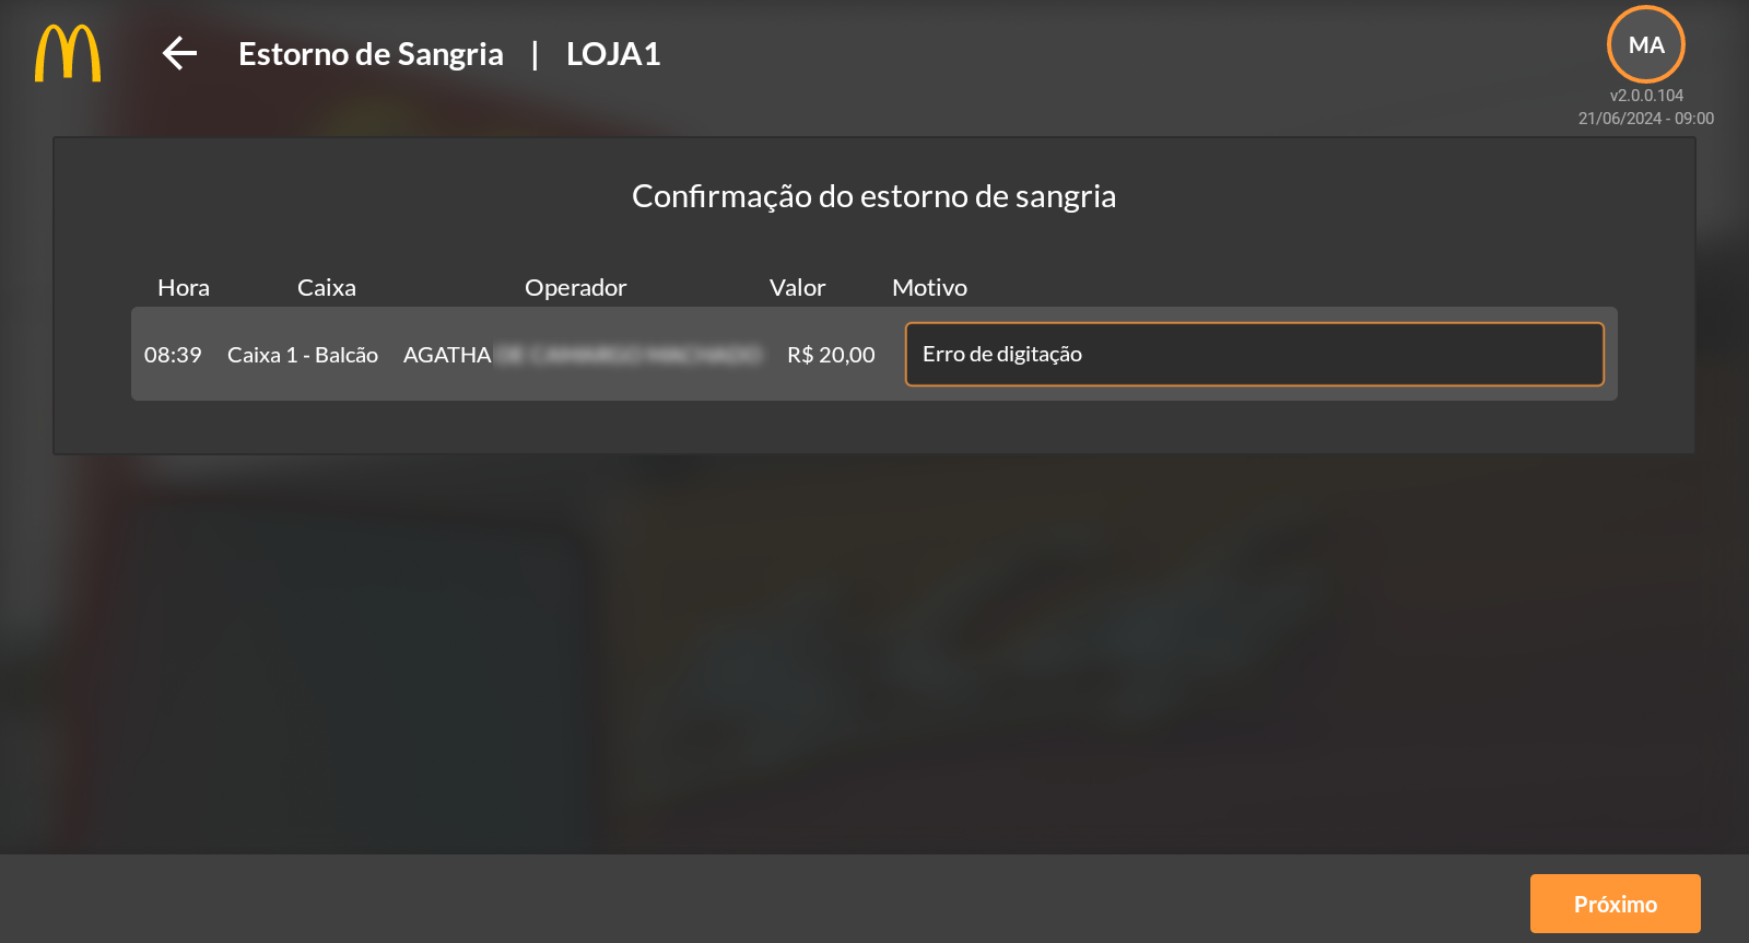 Estorno de Sangria | LOJA1
MA
v2.0.0.104
21/06/2024 - 09:00
Confirmação do estorno de sangria
Hora Caixa Operador Valor Motivo
08:39 Caixa 1 - Balcão AGATHA R$ 20,00 Erro de digitação
Próximo